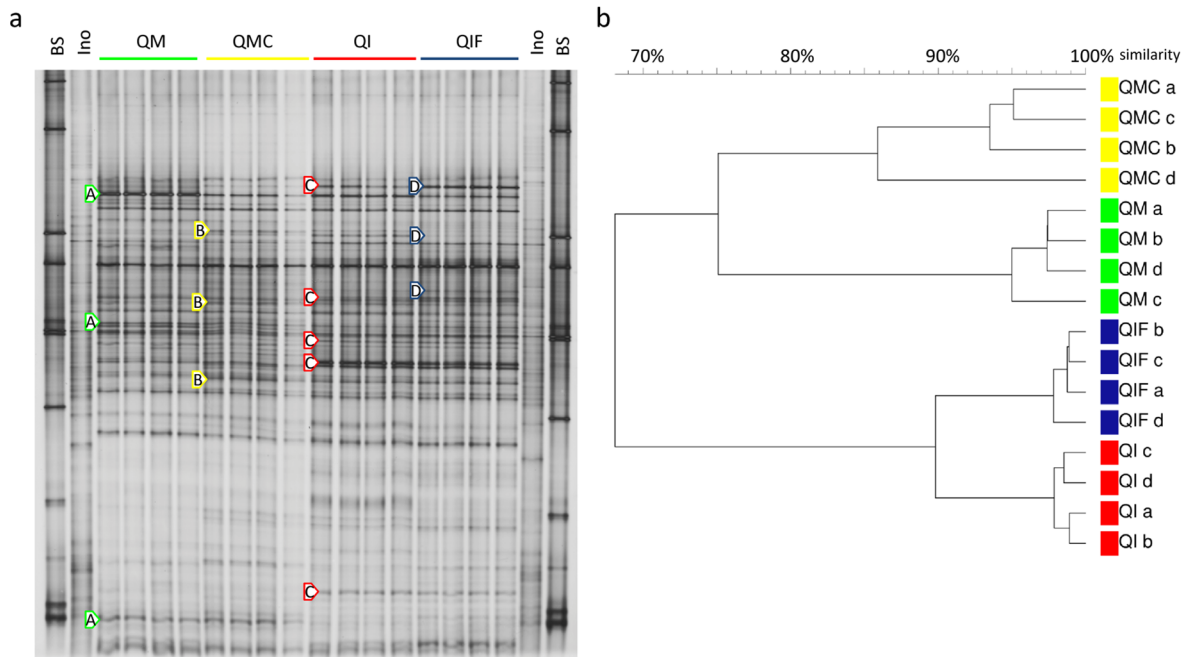 a
BS Ino QM QMC QI QIF Ino BS
A
B
C
D
D
B
C
D
A
C
C
B
C
A
b
70% 80% 90% 100% similarity
QMC a
QMC c
QMC b
QMC d
QM a
QM b
QM d
QM c
QIF b
QIF c
QIF a
QIF d
QI c
QI d
QI a
QI b